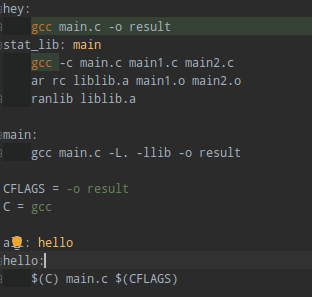 hey:
gcc main.c -o result
stat_lib: main
gcc -c main.c main1.c main2.c
ar rc liblib.a main1.o main2.o
ranlib liblib.a
main:
gcc main.c -L. -llib -o result
CFLAGS = -o result
C = gcc
hello
hello:
$(C) main.c $(CFLAGS)